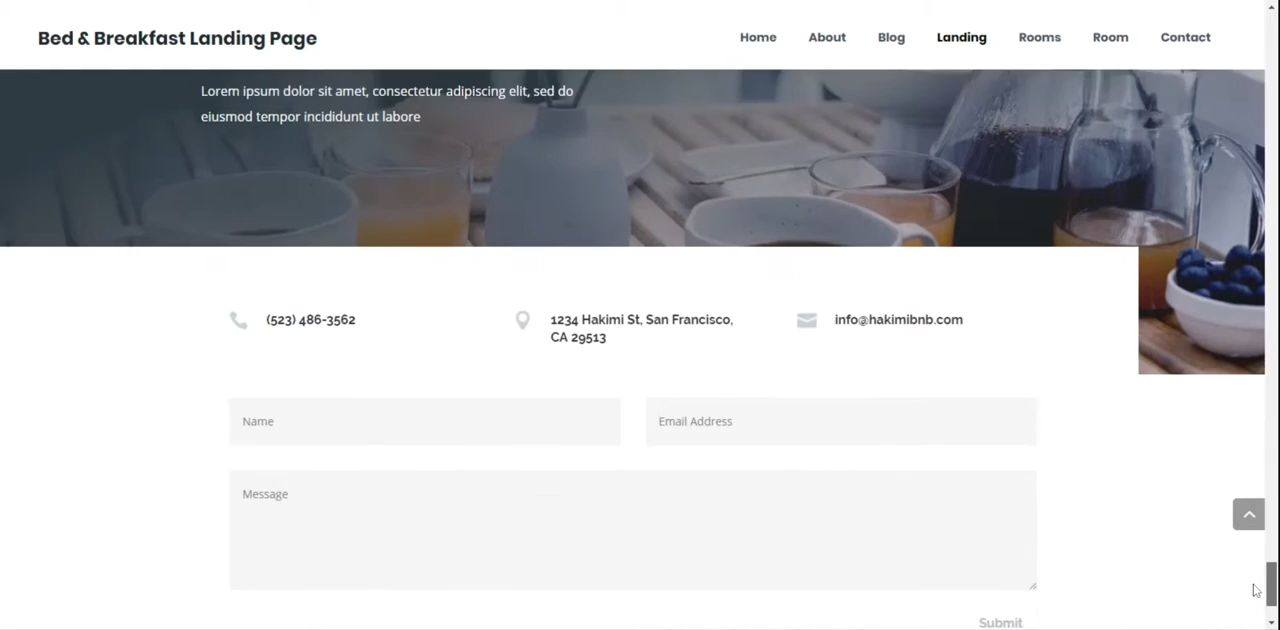 Bed & Breakfast Landing Page
Home About Blog Landing Rooms Room Contact
Lorem ipsum dolor sit amet, consectetur adipiscing elit, sed do
eiusmod tempor incididunt ut labore
(523) 486-3562
1234 Hakimi St, San Francisco,
CA 29513
info@hakimibnb.com
Name
Email Address
Message
Submit